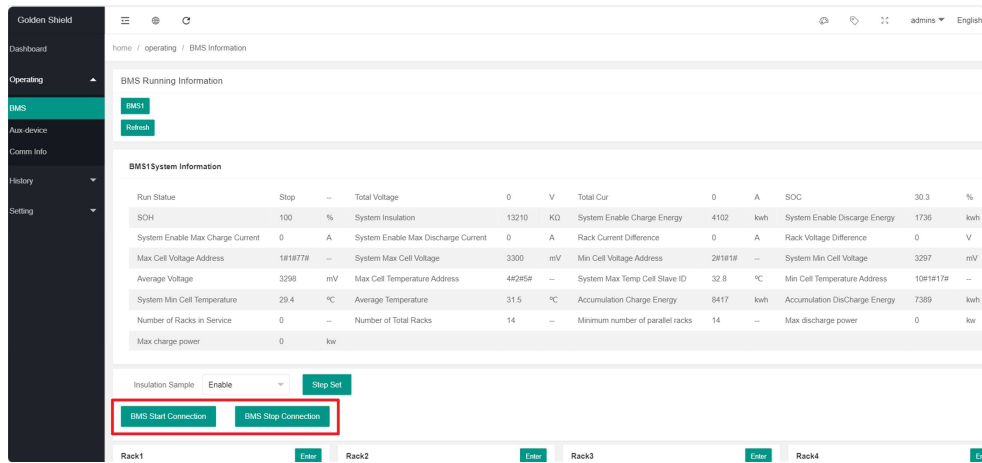 Golden Shield
admins English
Dashboard
home / operating / BMS Information
Operating
BMS Running Information
BMS
BMS1
Aux-device
Refresh
Comm Info
BMS1System Information
History
Run Statue Stop -- Total Voltage 0 V Total Cur 0 A SOC 30.3 %
Setting
SOH 100 % System Insulation 13210 KΩ System Enable Charge Energy 4102 kwh System Enable Discarge Energy 1736 kwh
System Enable Max Charge Current 0 A System Enable Max Discharge Current 0 A Rack Current Difference 0 A Rack Voltage Difference 0 V
Max Cell Voltage Address 1#1#77# -- System Max Cell Voltage 3300 mV Min Cell Voltage Address 2#1#1# -- System Min Cell Voltage 3297 mV
Average Voltage 3298 mV Max Cell Temperature Address 4#2#5# -- System Max Temp Cell Slave ID 32.8 ºC Min Cell Temperature Address 10#1#17# --
System Min Cell Temperature 29.4 ºC Average Temperature 31.5 ºC Accumulation Charge Energy 8417 kwh Accumulation DisCharge Energy 7389 kwh
Number of Racks in Service 0 -- Number of Total Racks 14 -- Minimum number of parallel racks 14 -- Max discharge power 0 kw
Max charge power 0 kw
Insulation Sample Enable Step Set
BMS Start Connection BMS Stop Connection
Rack1 Enter Rack2 Enter Rack3 Enter Rack4